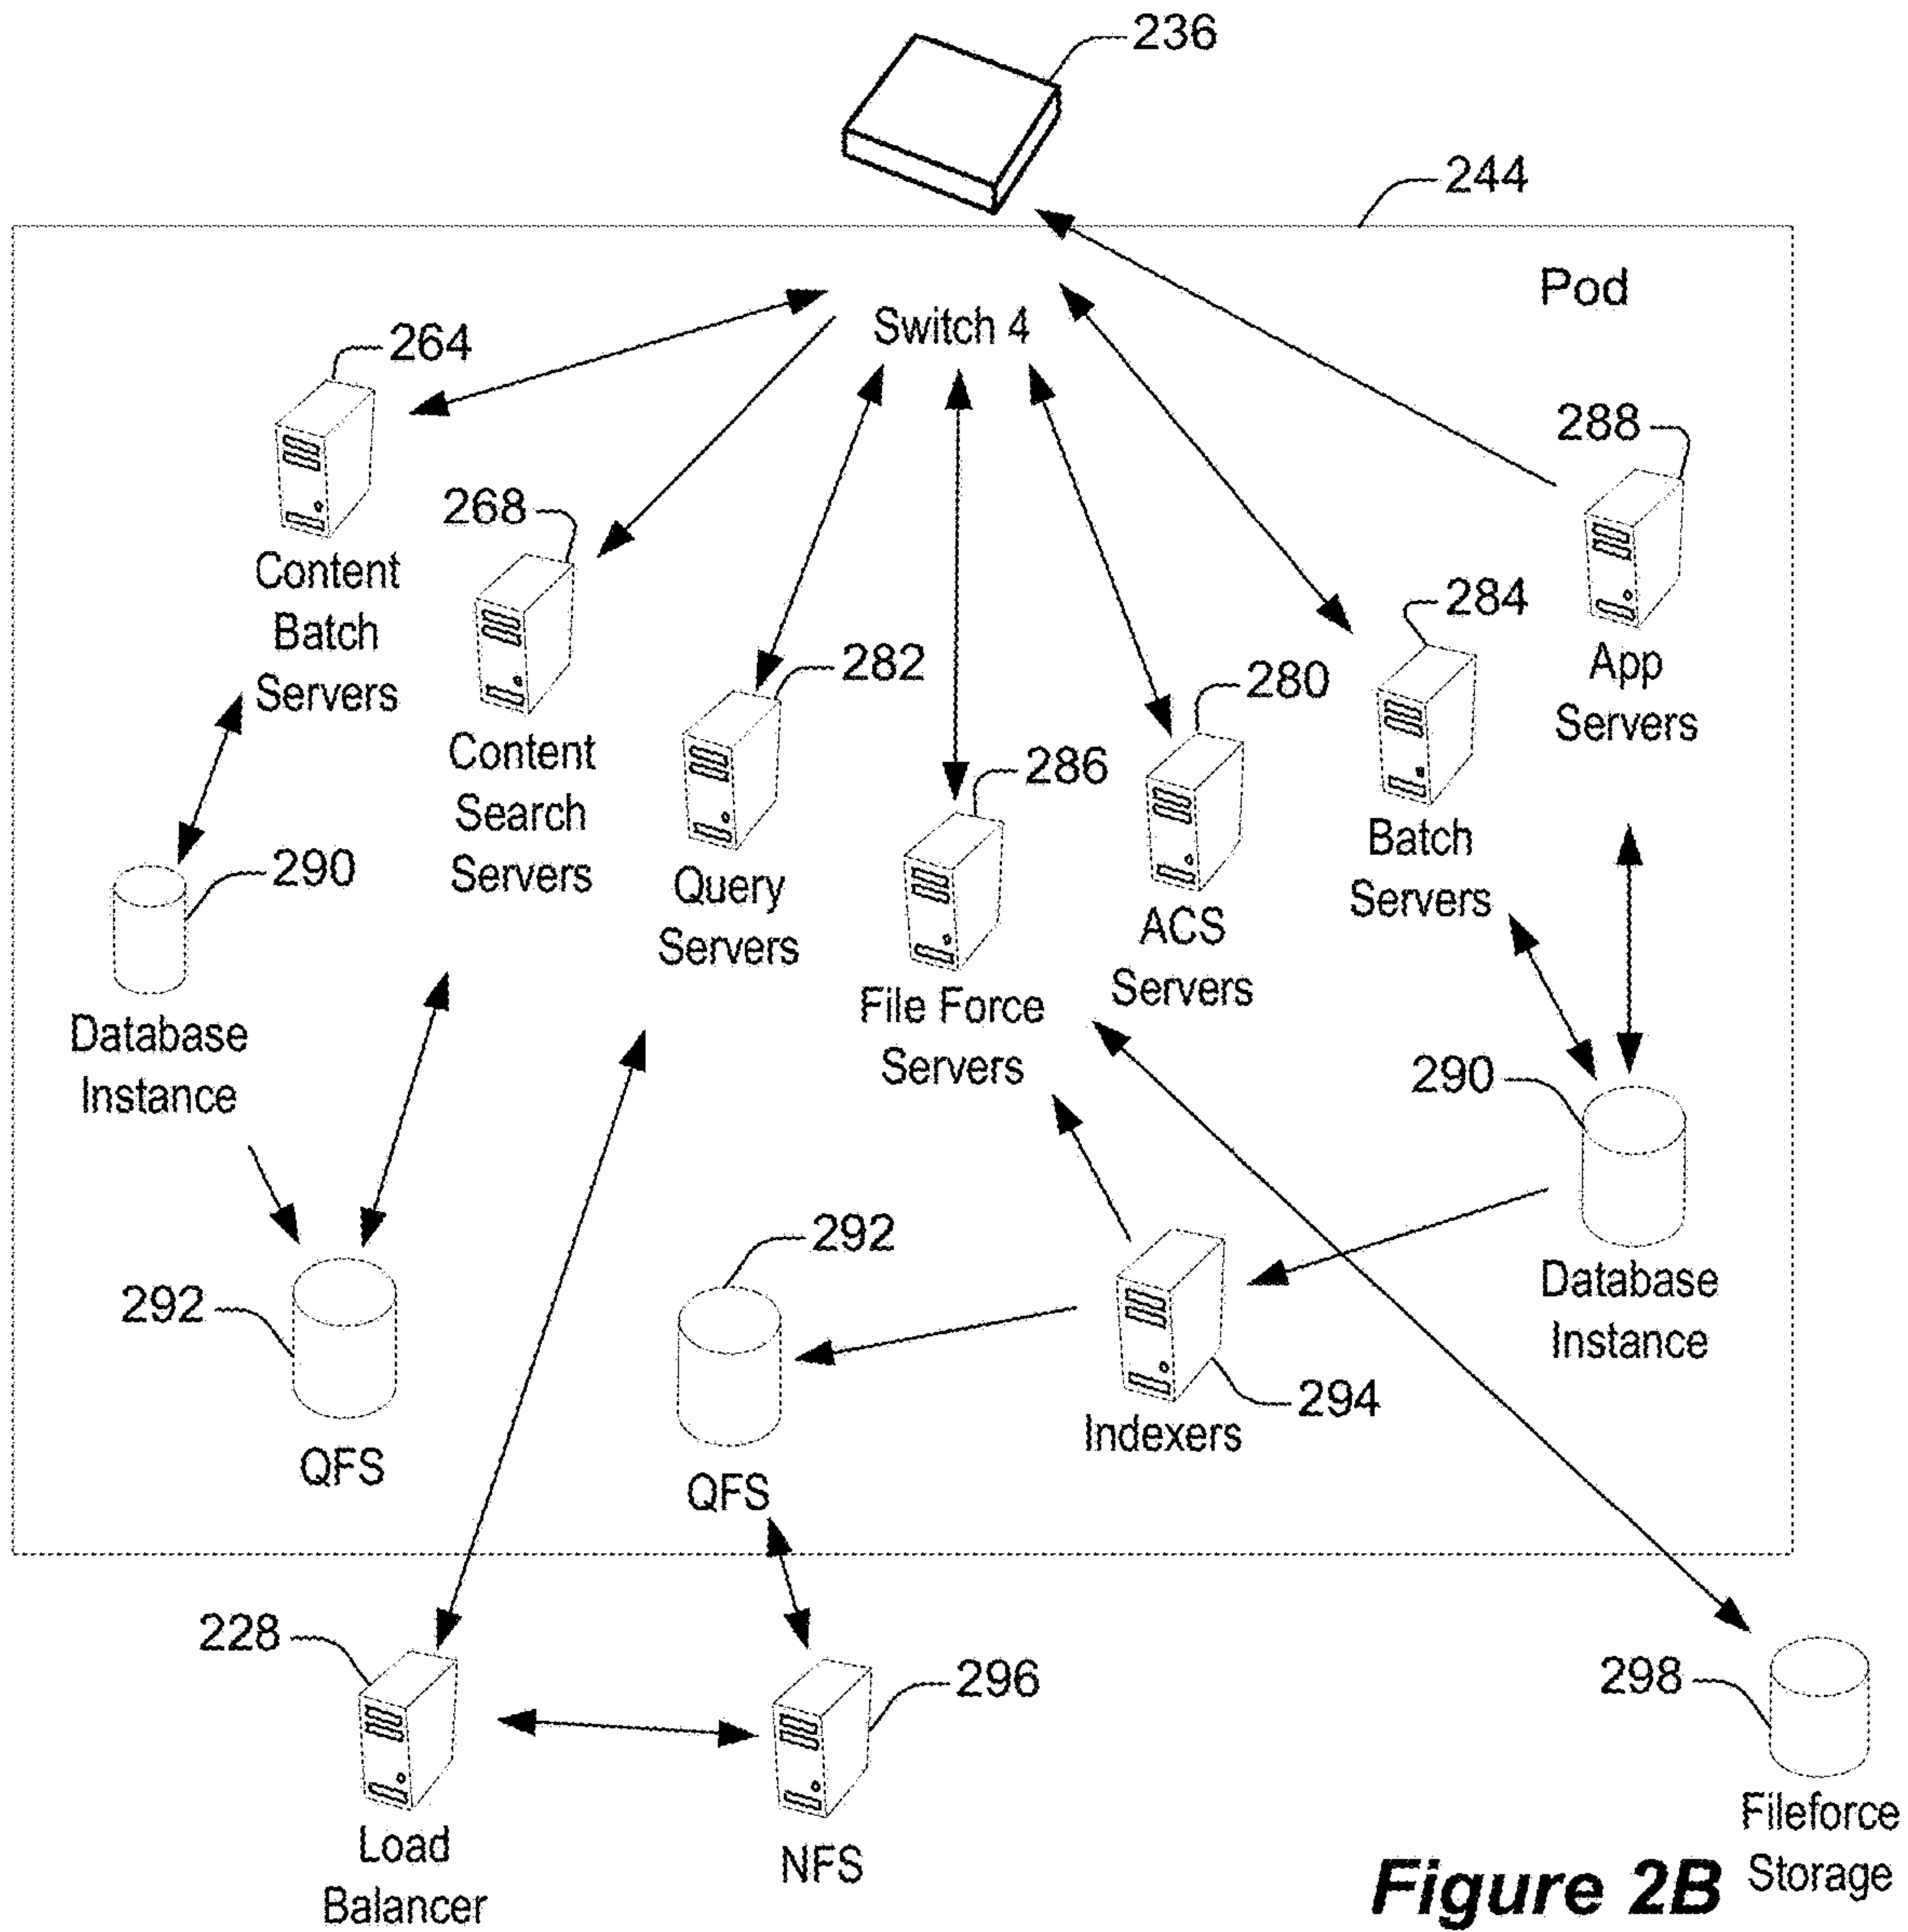 236
244
Pod
Switch 4
264
Content
Batch
Servers
268
Content
Search
Servers
282
Query
Servers
286
File Force
Servers
280
ACS
Servers
284
Batch
Servers
288
App
Servers
290
Database
Instance
290
Database
Instance
292
QFS
292
QFS
294
Indexers
228
Load
Balancer
296
NFS
298
Fileforce
Storage
Figure 2B